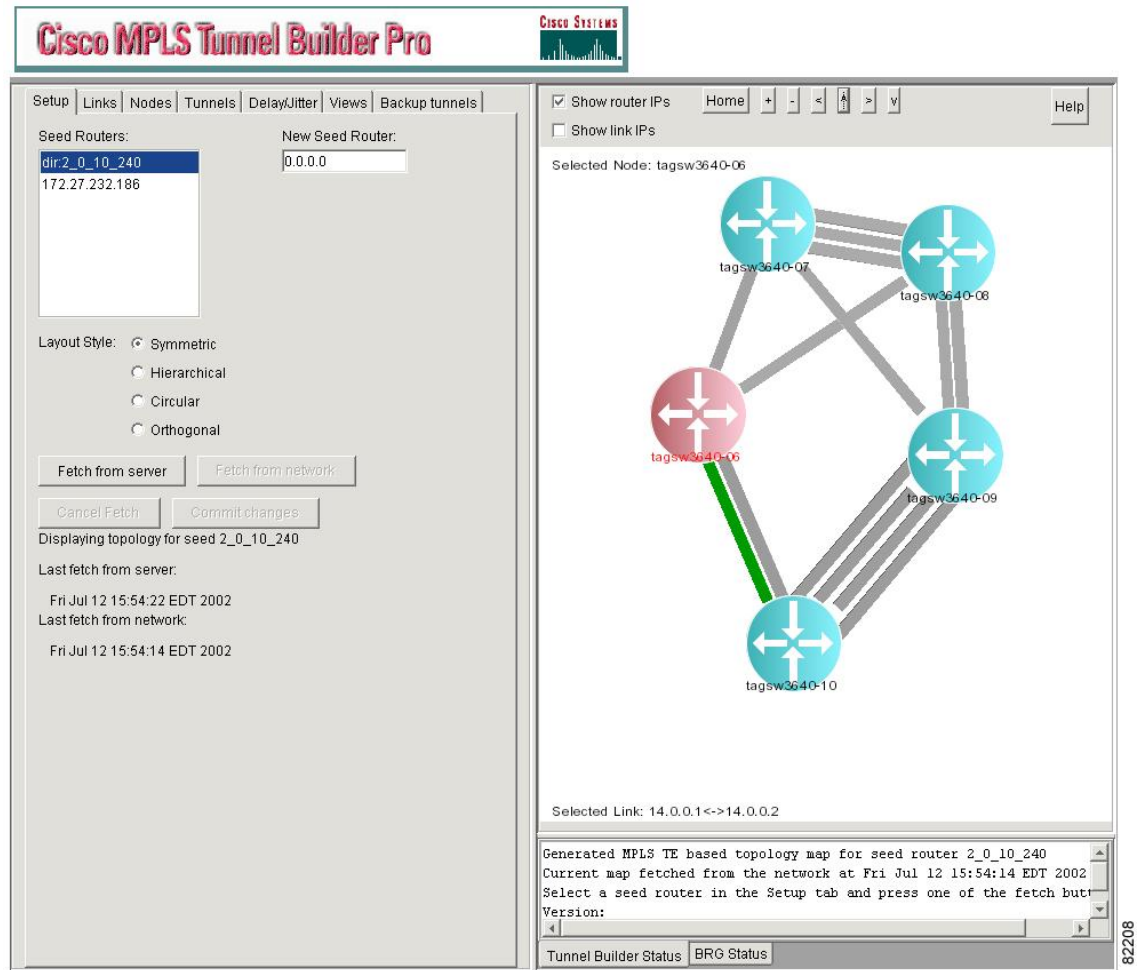 Cisco MPLS Tunnel Builder Pro
CISCO SYSTEMS
Setup Links Nodes Tunnels Delay/Jitter Views Backup tunnels
Seed Routers:
New Seed Router:
dir:2_0_10_240
0.0.0.0
172.27.232.186
Layout Style:
Symmetric
Hierarchical
Circular
Orthogonal
Fetch from server
Fetch from network
Cancel Fetch
Commit changes
Displaying topology for seed 2_0_10_240
Last fetch from server:
Fri Jul 12 15:54:22 EDT 2002
Last fetch from network:
Fri Jul 12 15:54:14 EDT 2002
Show router IPs
Home + - < ^ > v
Help
Show link IPs
Selected Node: tagsw3640-06
tagsw3640-07
tagsw3640-08
tagsw3640-06
tagsw3640-09
tagsw3640-10
Selected Link: 14.0.0.1<->14.0.0.2
Generated MPLS TE based topology map for seed router 2_0_10_240
Current map fetched from the network at Fri Jul 12 15:54:14 EDT 2002
Select a seed router in the Setup tab and press one of the fetch butt
Version:
Tunnel Builder Status BRG Status
82208